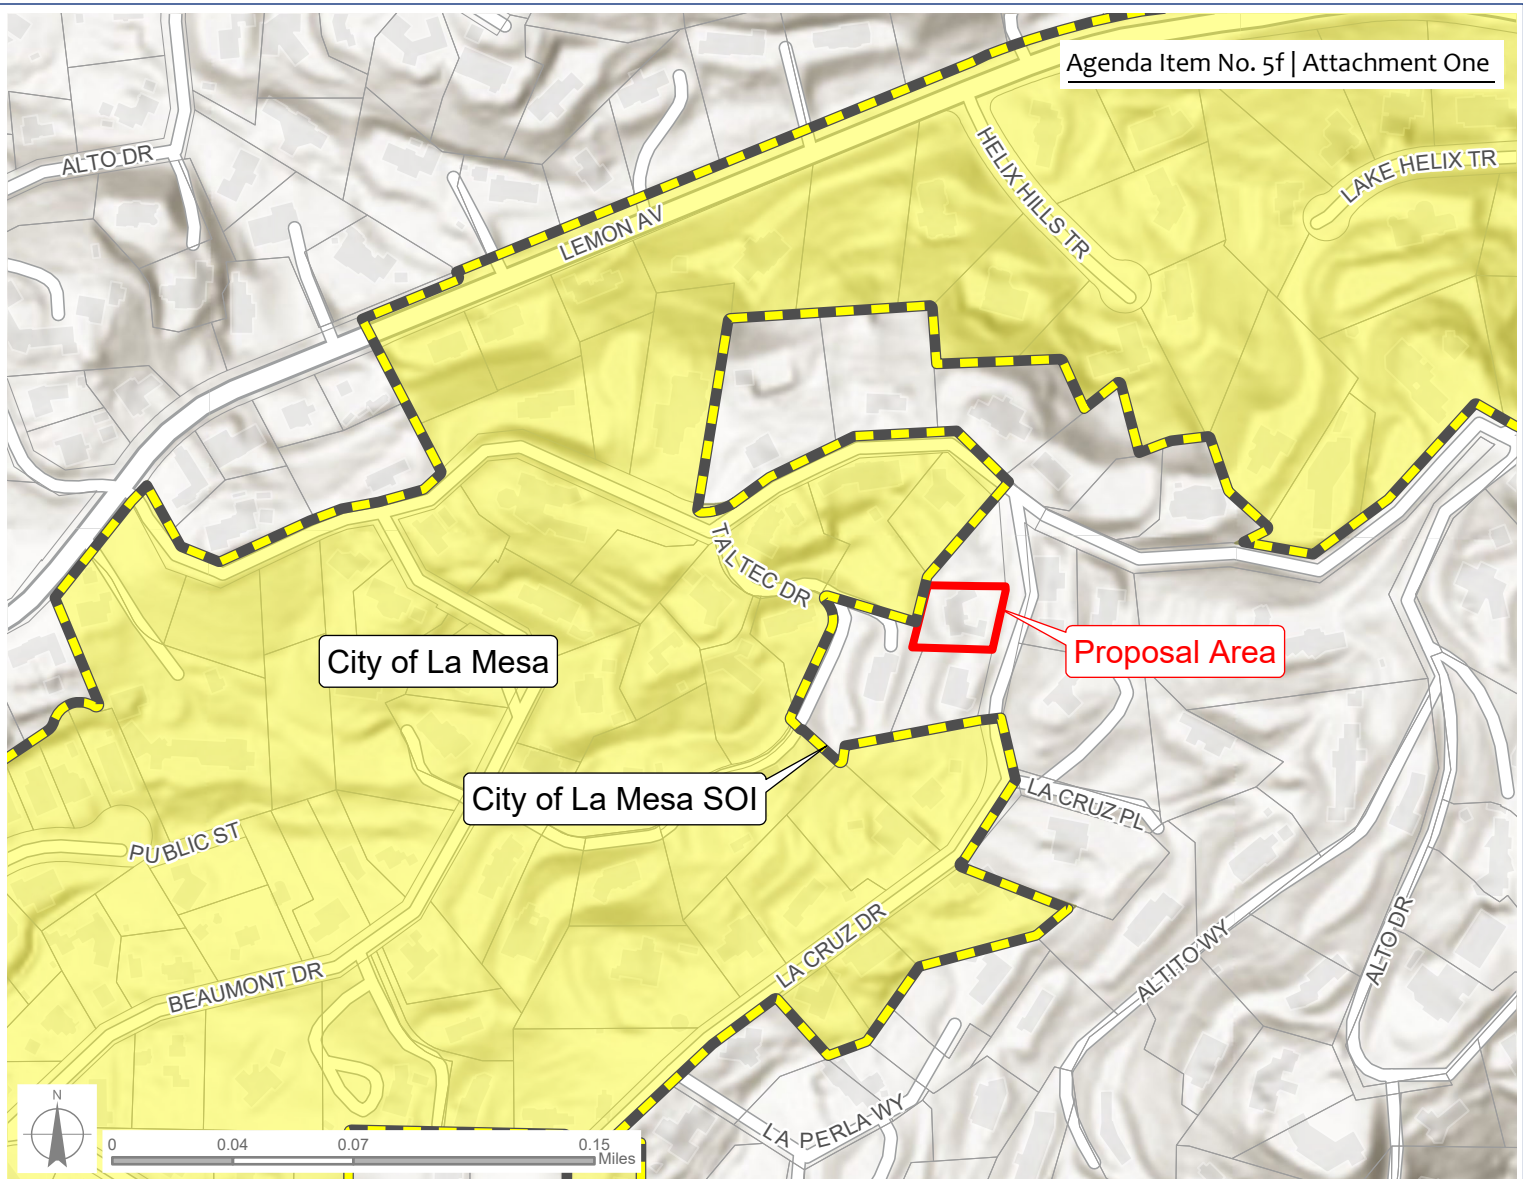 Agenda Item No. 5f | Attachment One
ALTO DR
LEMON AV
HELIX HILLS TR
LAKE HELIX TR
TALTEC DR
City of La Mesa
Proposal Area
City of La Mesa SOI
LA CRUZ PL
PUBLIC ST
LA CRUZ DR
BEAUMONT DR
ALTITO WY
ALTO DR
LA PERLA WY
N
0 0.04 0.07 0.15
Miles